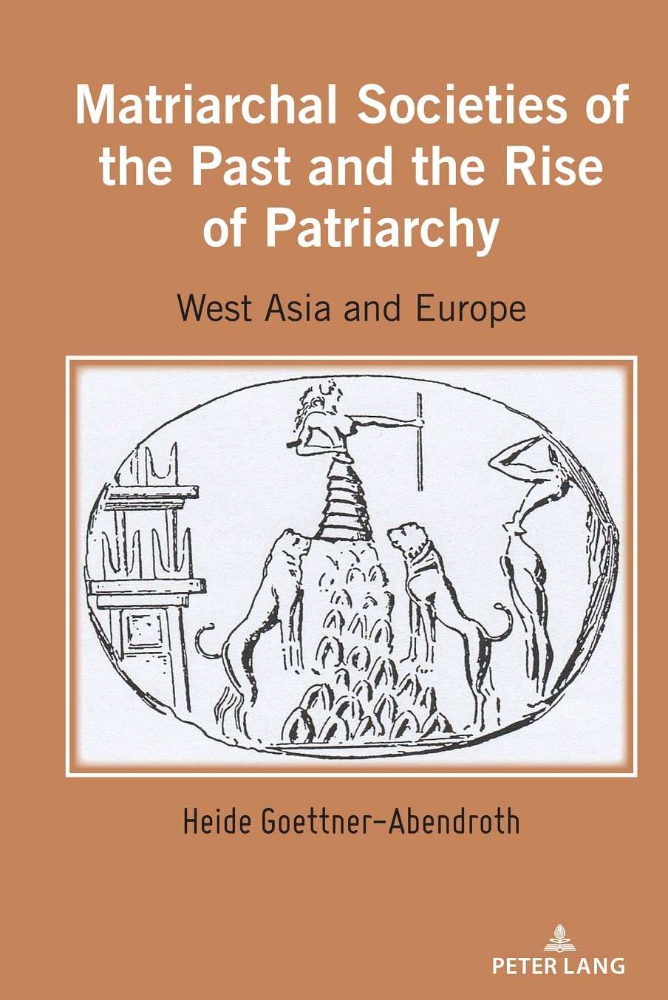 Matriarchal Societies of
the Past and the Rise
of Patriarchy
West Asia and Europe
Heide Goettner-Abendroth
PETER LANG